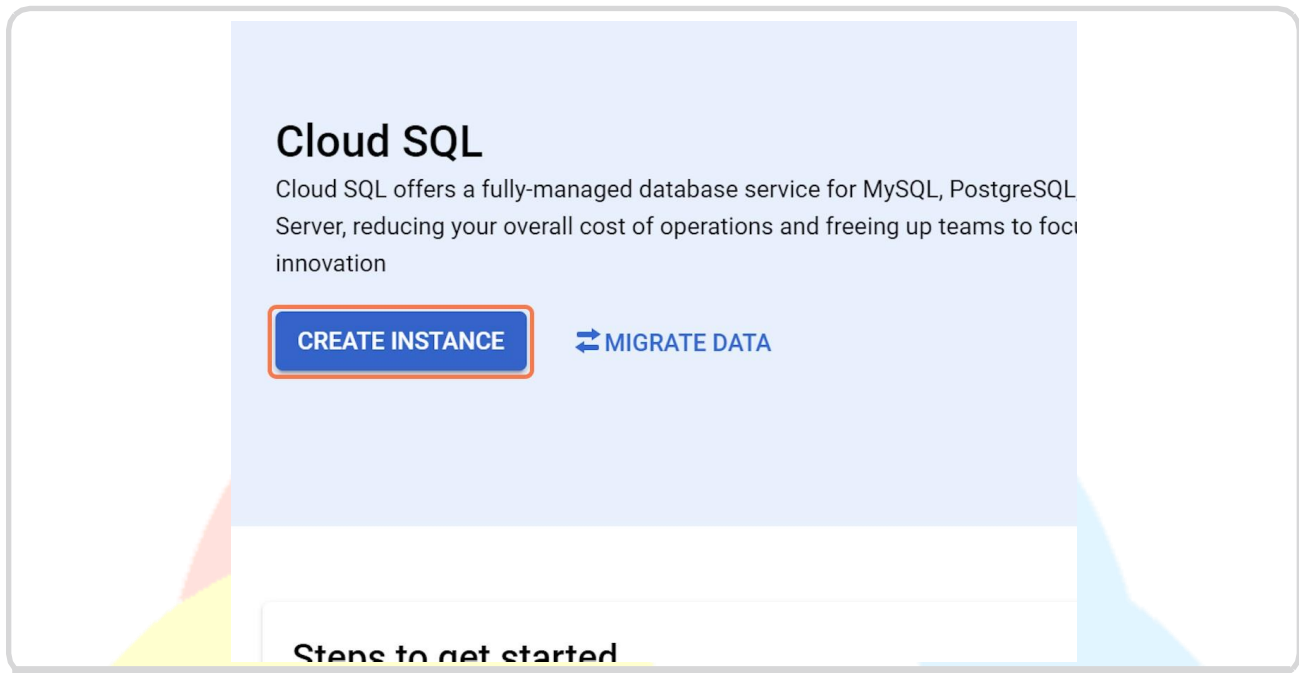 Cloud SQL
Cloud SQL offers a fully-managed database service for MySQL, PostgreSQL
Server, reducing your overall cost of operations and freeing up teams to
innovation
CREATE INSTANCE
MIGRATE DATA
Steps to get started